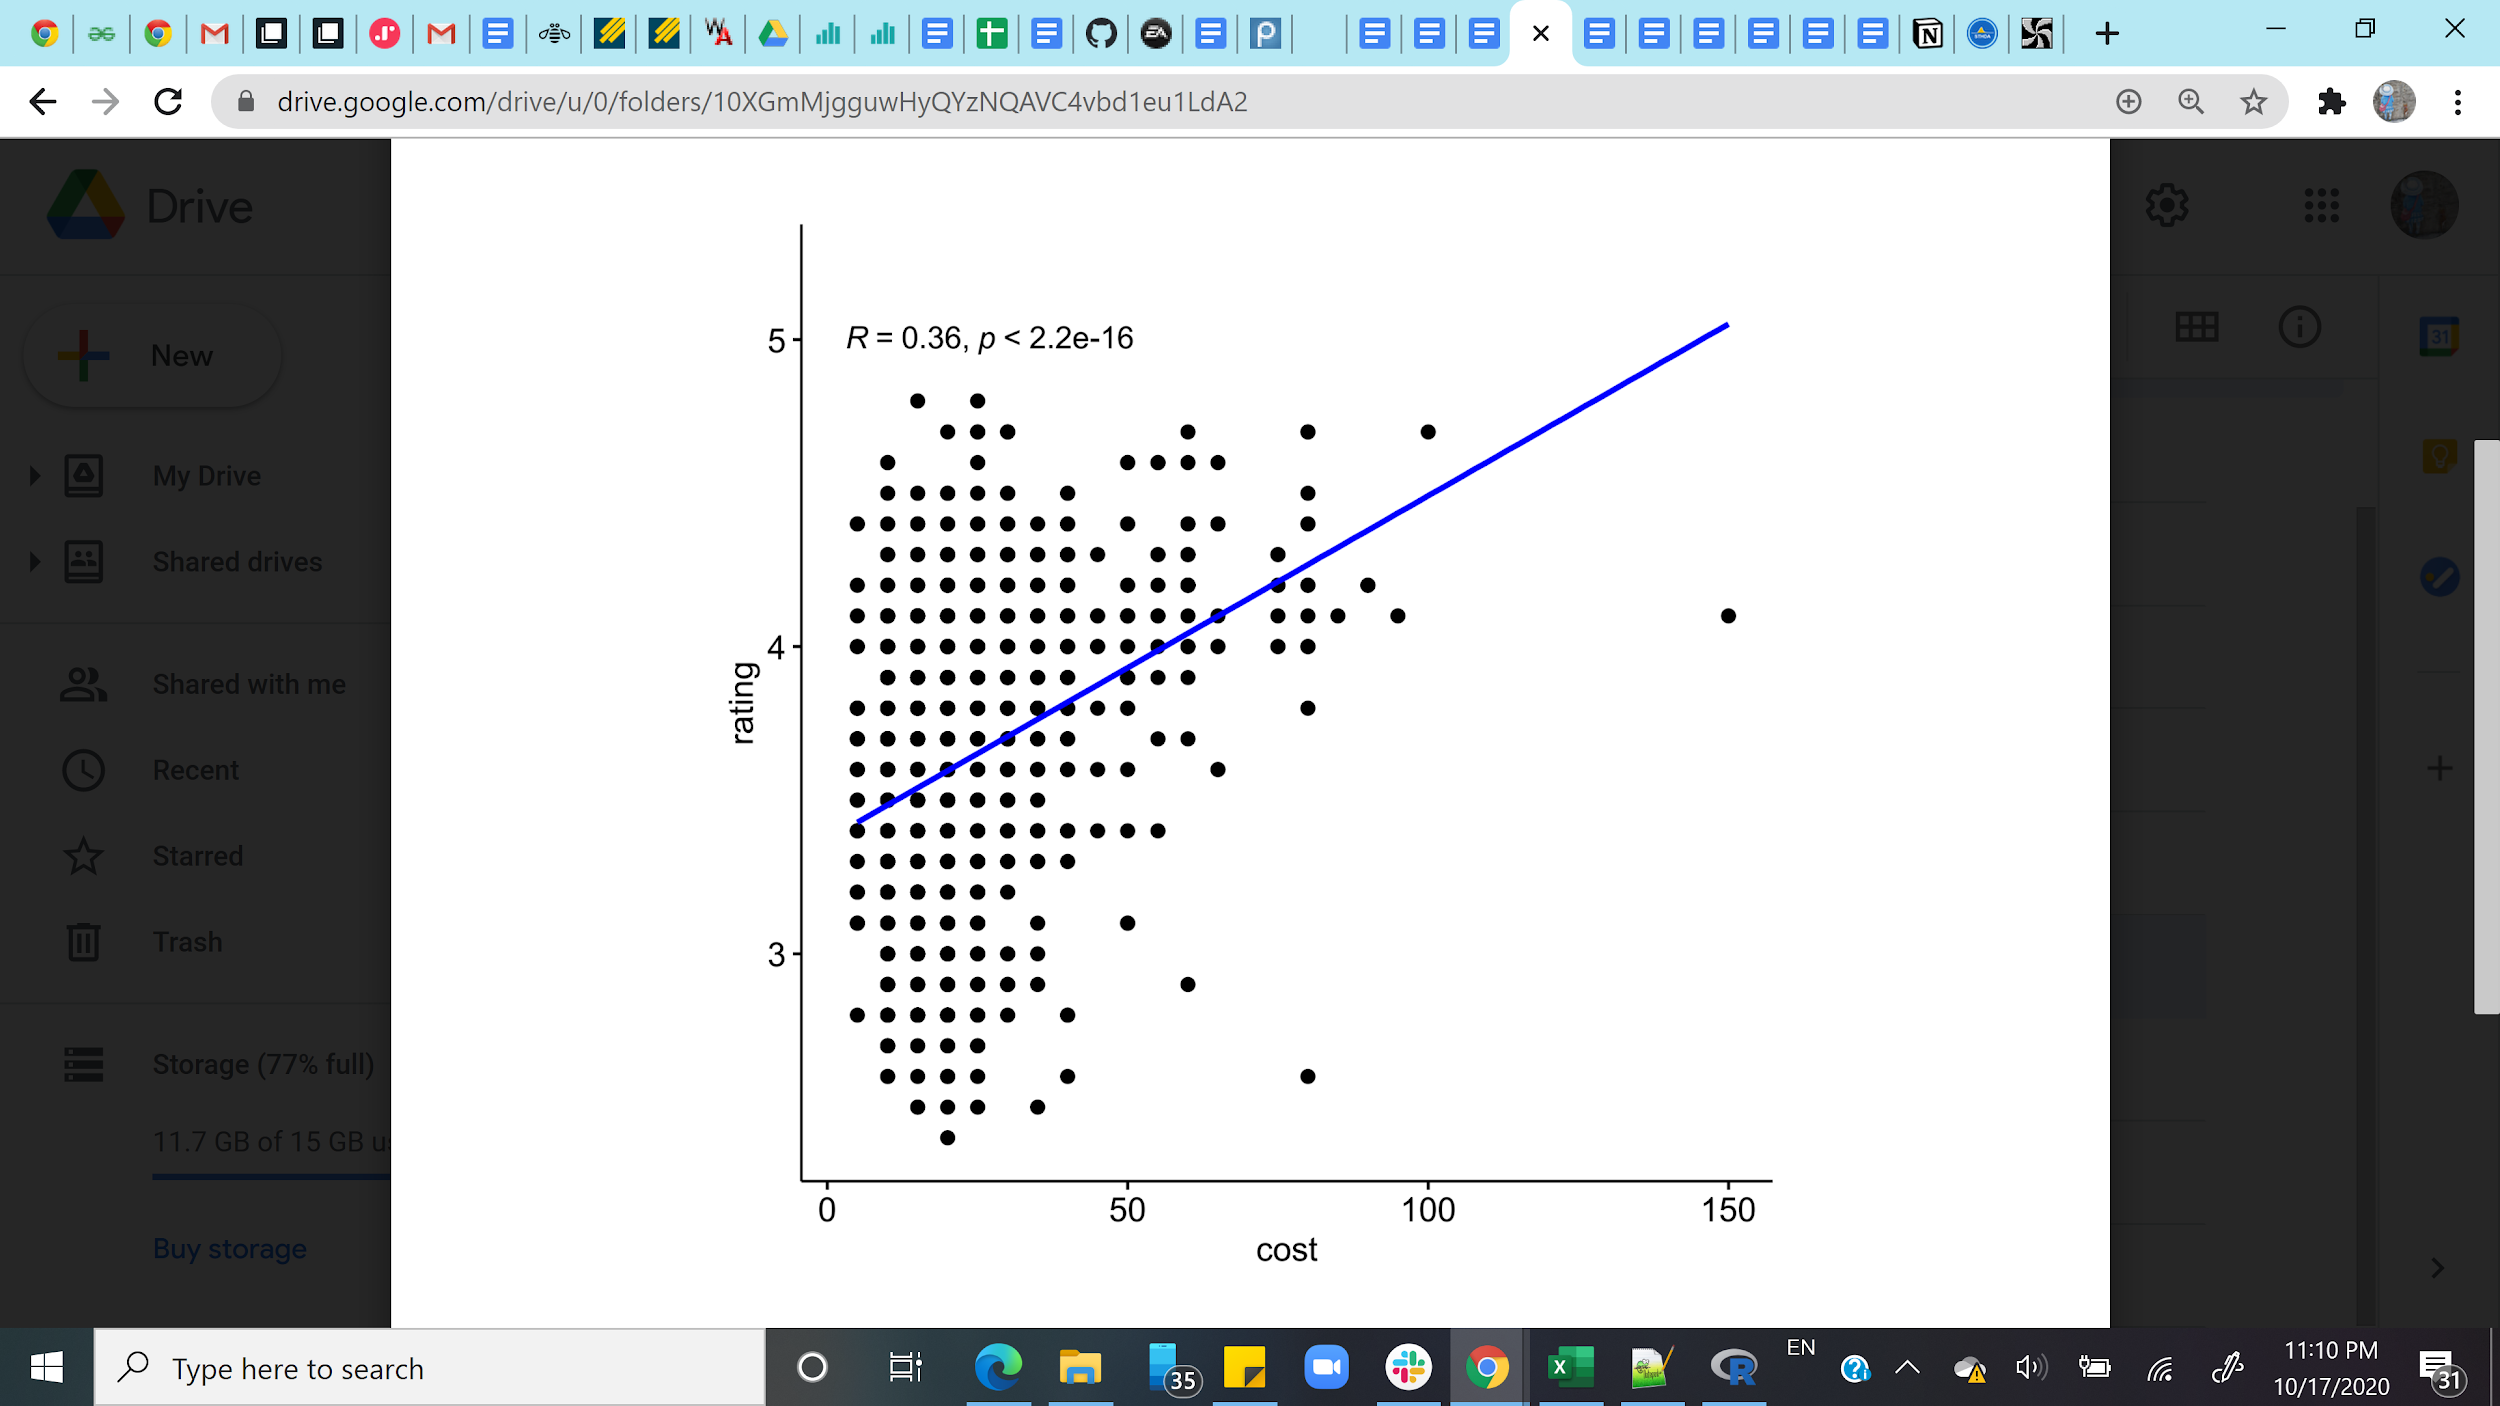 drive.google.com/drive/u/0/folders/10XGmMjgguwHyQYzNQAVC4vbd1eu1LdA2
Drive
New
My Drive
Shared drives
Shared with me
Recent
Starred
Trash
Storage (77% full)
11.7 GB of 15 GB
Buy storage
R = 0.36, p < 2.2e-16
5
4
3
rating
0 50 100 150
cost
31
Type here to search
35
EN
11:10 PM
10/17/2020
31